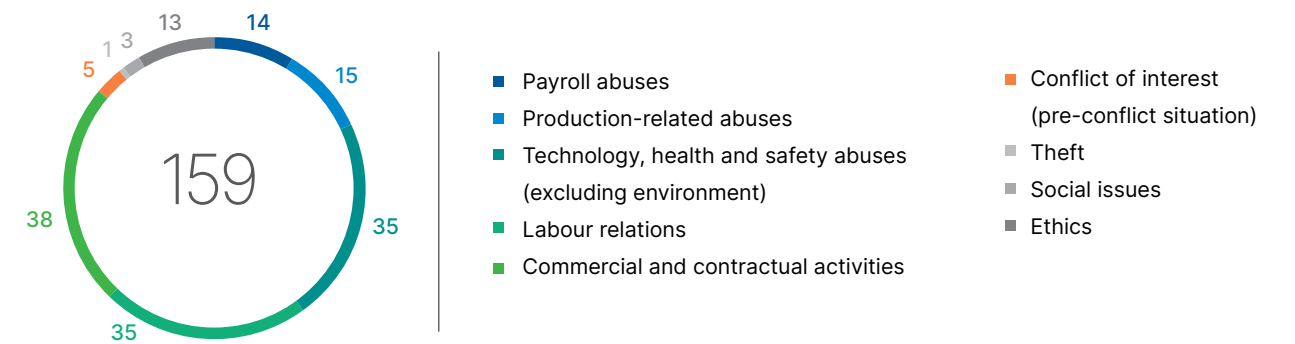 13
14
3
1
5
15
159
38
35
35
Payroll abuses
Production-related abuses
Technology, health and safety abuses
(excluding environment)
Labour relations
Commercial and contractual activities
Conflict of interest
(pre-conflict situation)
Theft
Social issues
Ethics